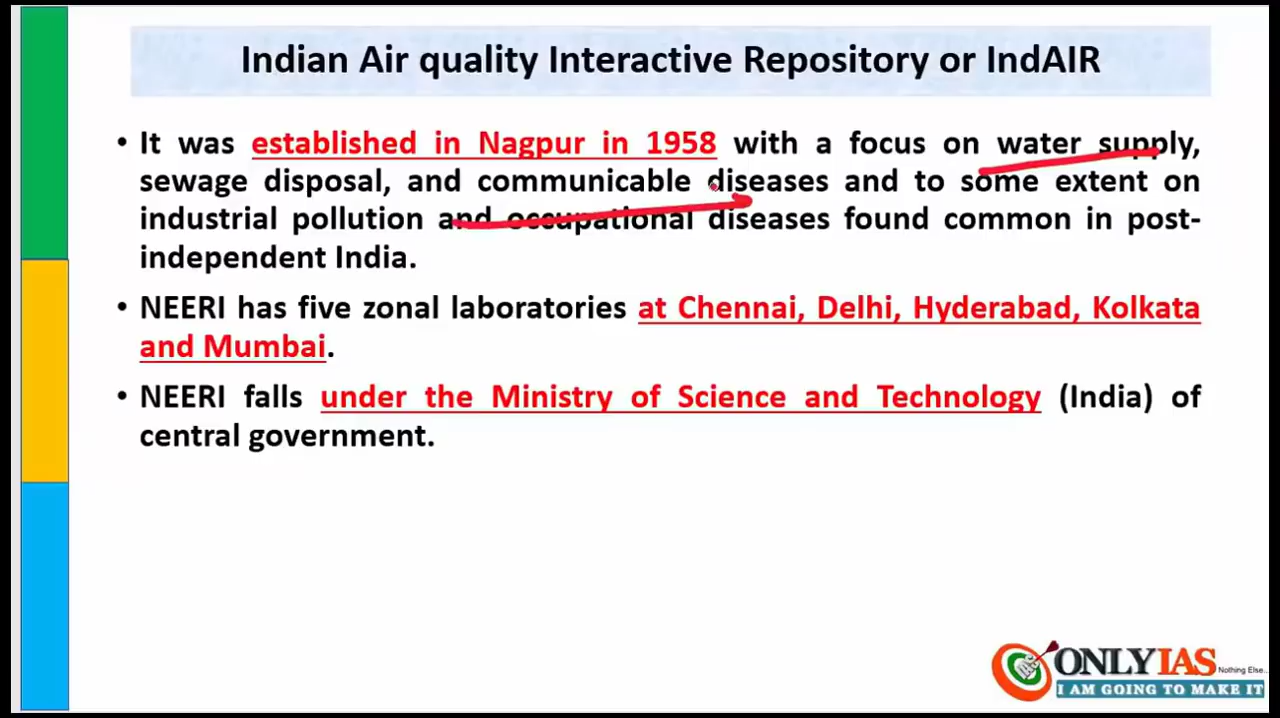 Indian Air quality Interactive Repository or IndAIR
• It was established in Nagpur in 1958 with a focus on water supply,
sewage disposal, and communicable diseases and to some extent on
industrial pollution and occupational diseases found common in post-
independent India.
• NEERI has five zonal laboratories at Chennai, Delhi, Hyderabad, Kolkata
and Mumbai.
• NEERI falls under the Ministry of Science and Technology (India) of
central government.
ONLYIAS Nothing Else...
I AM GOING TO MAKE IT